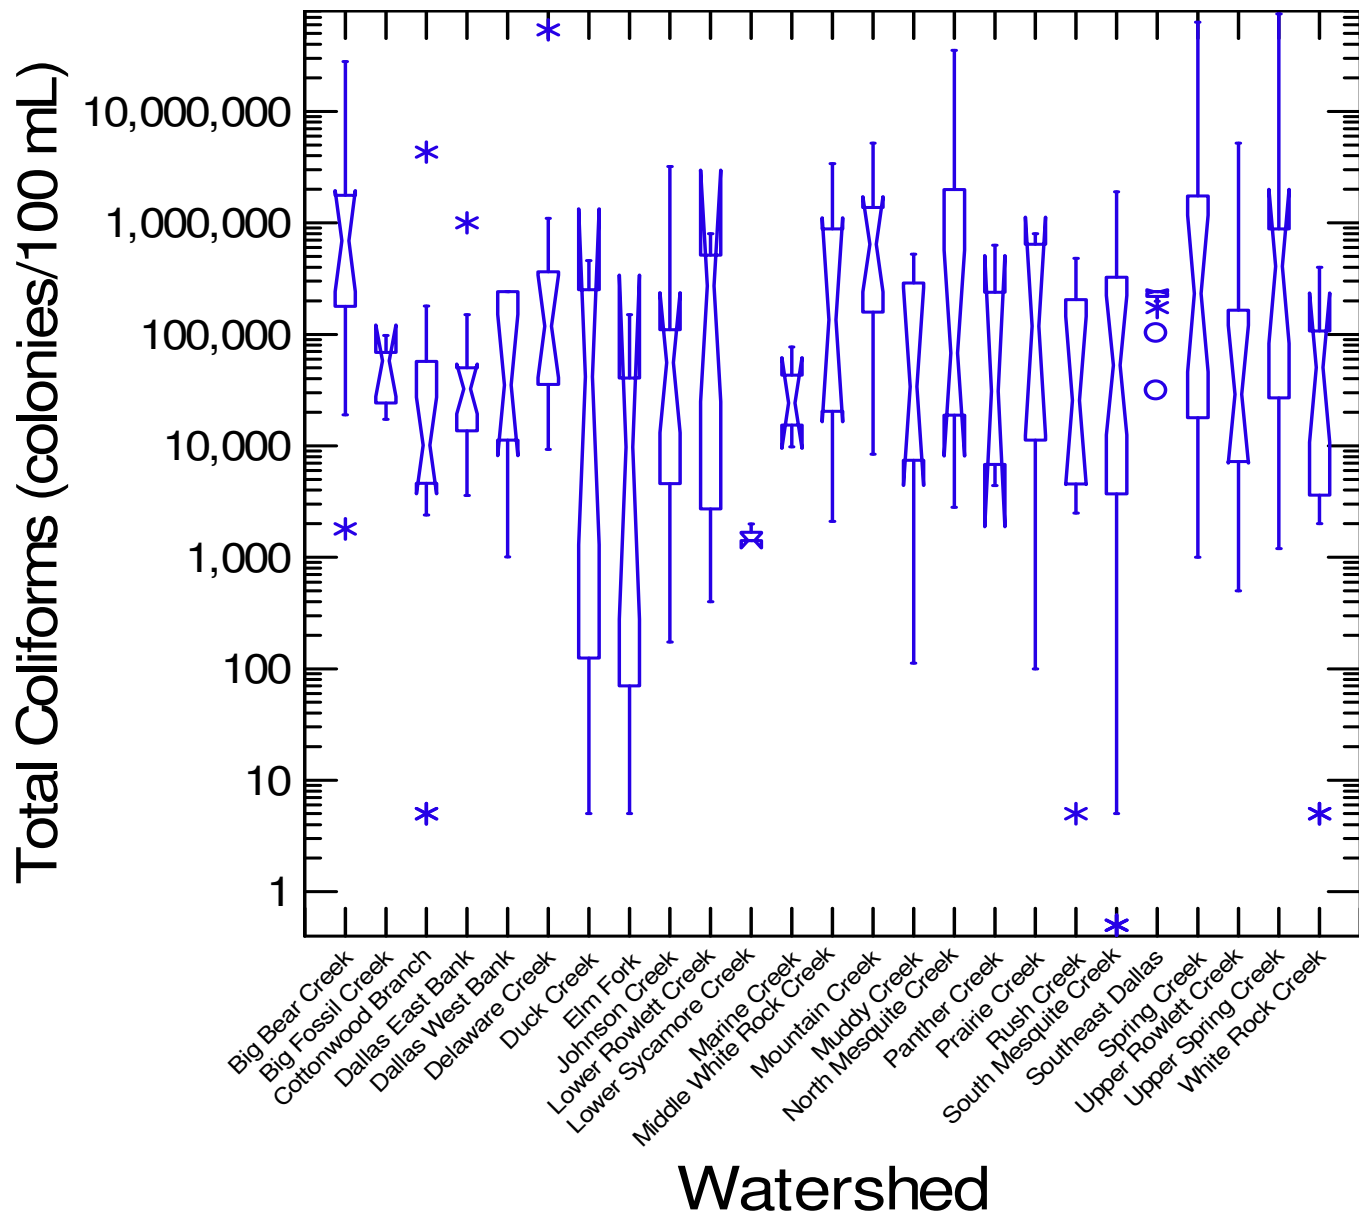 Total Coliforms (colonies/100 mL)
10,000,000
1,000,000
100,000
10,000
1,000
100
10
1
Big Bear Creek
Big Fossil Creek
Cottonwood Branch
Dallas East Bank
Dallas West Bank
Delaware Creek
Duck Creek
Elm Fork
Johnson Creek
Lower Rowlett Creek
Lower Sycamore Creek
Marine Creek
Middle White Rock Creek
Mountain Creek
Muddy Creek
North Mesquite Creek
Panther Creek
Prairie Creek
Rush Creek
South Mesquite Creek
Southeast Dallas
Spring Creek
Upper Rowlett Creek
Upper Spring Creek
White Rock Creek
Watershed